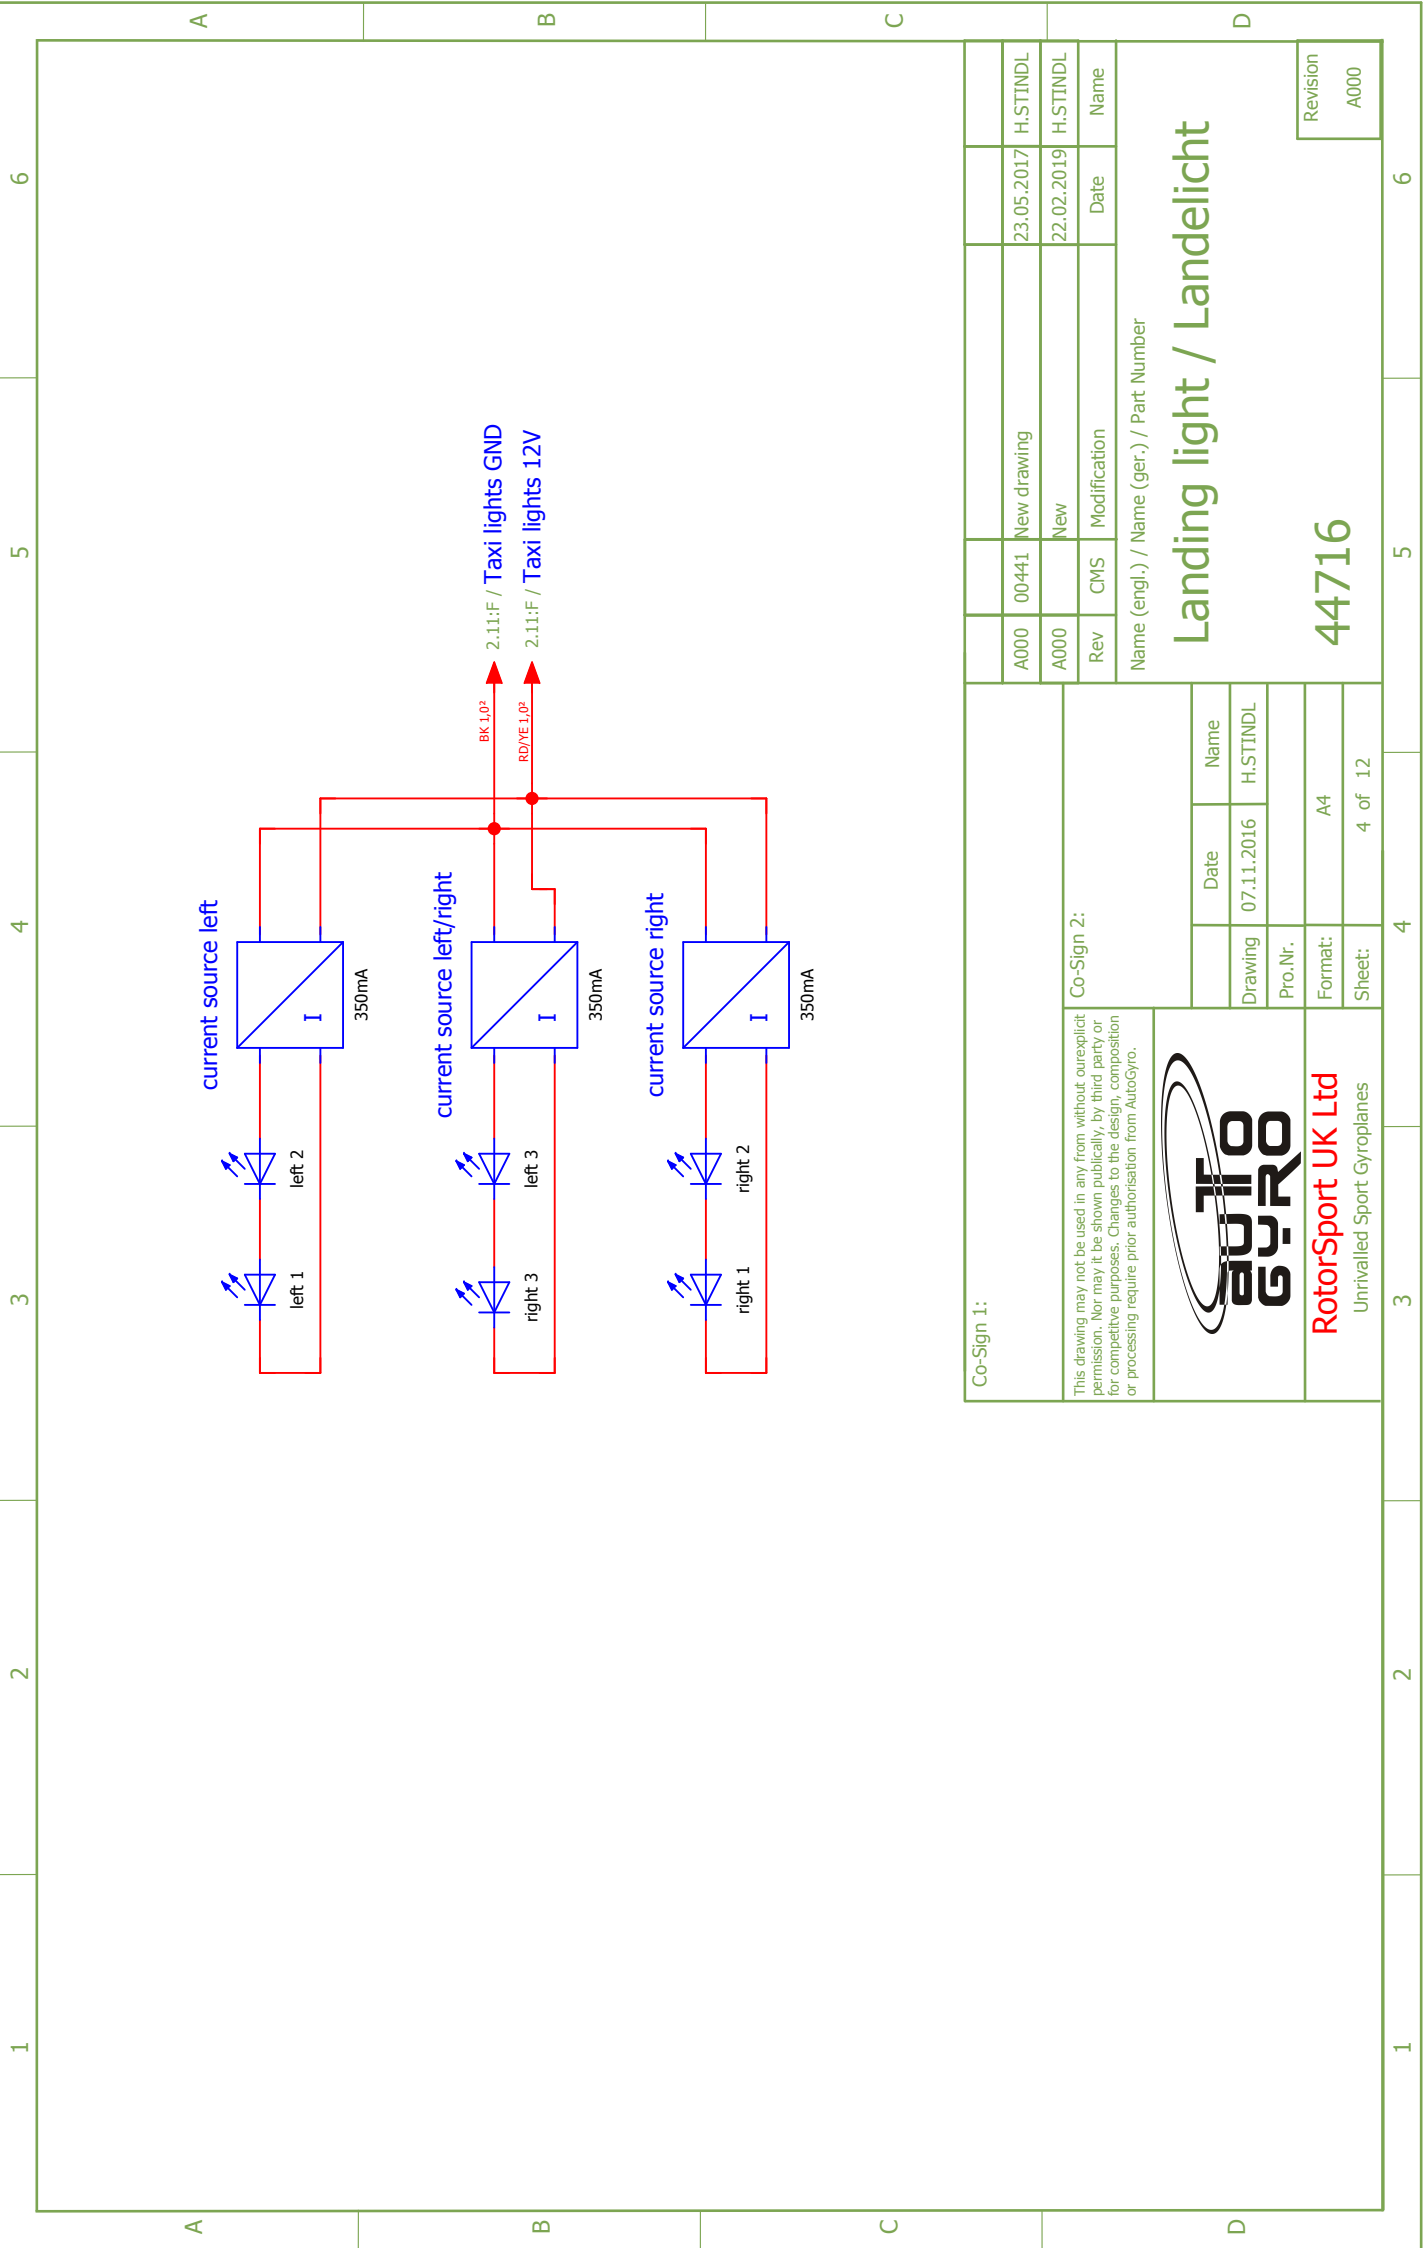 1
2
3
4
5
6
A
B
C
D
A
B
C
D
1
2
3
4
5
6
current source left
350mA
left 1
left 2
current source left/right
350mA
right 3
left 3
current source right
350mA
right 1
right 2
BK 1,0²
2.11:F / Taxi lights GND
RD/YE 1,0²
2.11:F / Taxi lights 12V
I
I
I
Co-Sign 1:
Co-Sign 2:
This drawing may not be used in any from without ourexplicit
permission. Nor may it be shown publically, by third party or
for competitve purposes. Changes to the design, composition
or processing require prior authorisation from AutoGyro.
AUTO
GYRO
RotorSport UK Ltd
Unrivalled Sport Gyroplanes
Date Name
Drawing 07.11.2016 H.STINDL
Pro.Nr.
Format: A4
Sheet: 4 of 12
A000 00441 New drawing 23.05.2017 H.STINDL
A000 New 22.02.2019 H.STINDL
Rev CMS Modification Date Name
Name (engl.) / Name (ger.) / Part Number
Landing light / Landelicht
44716
Revision
A000